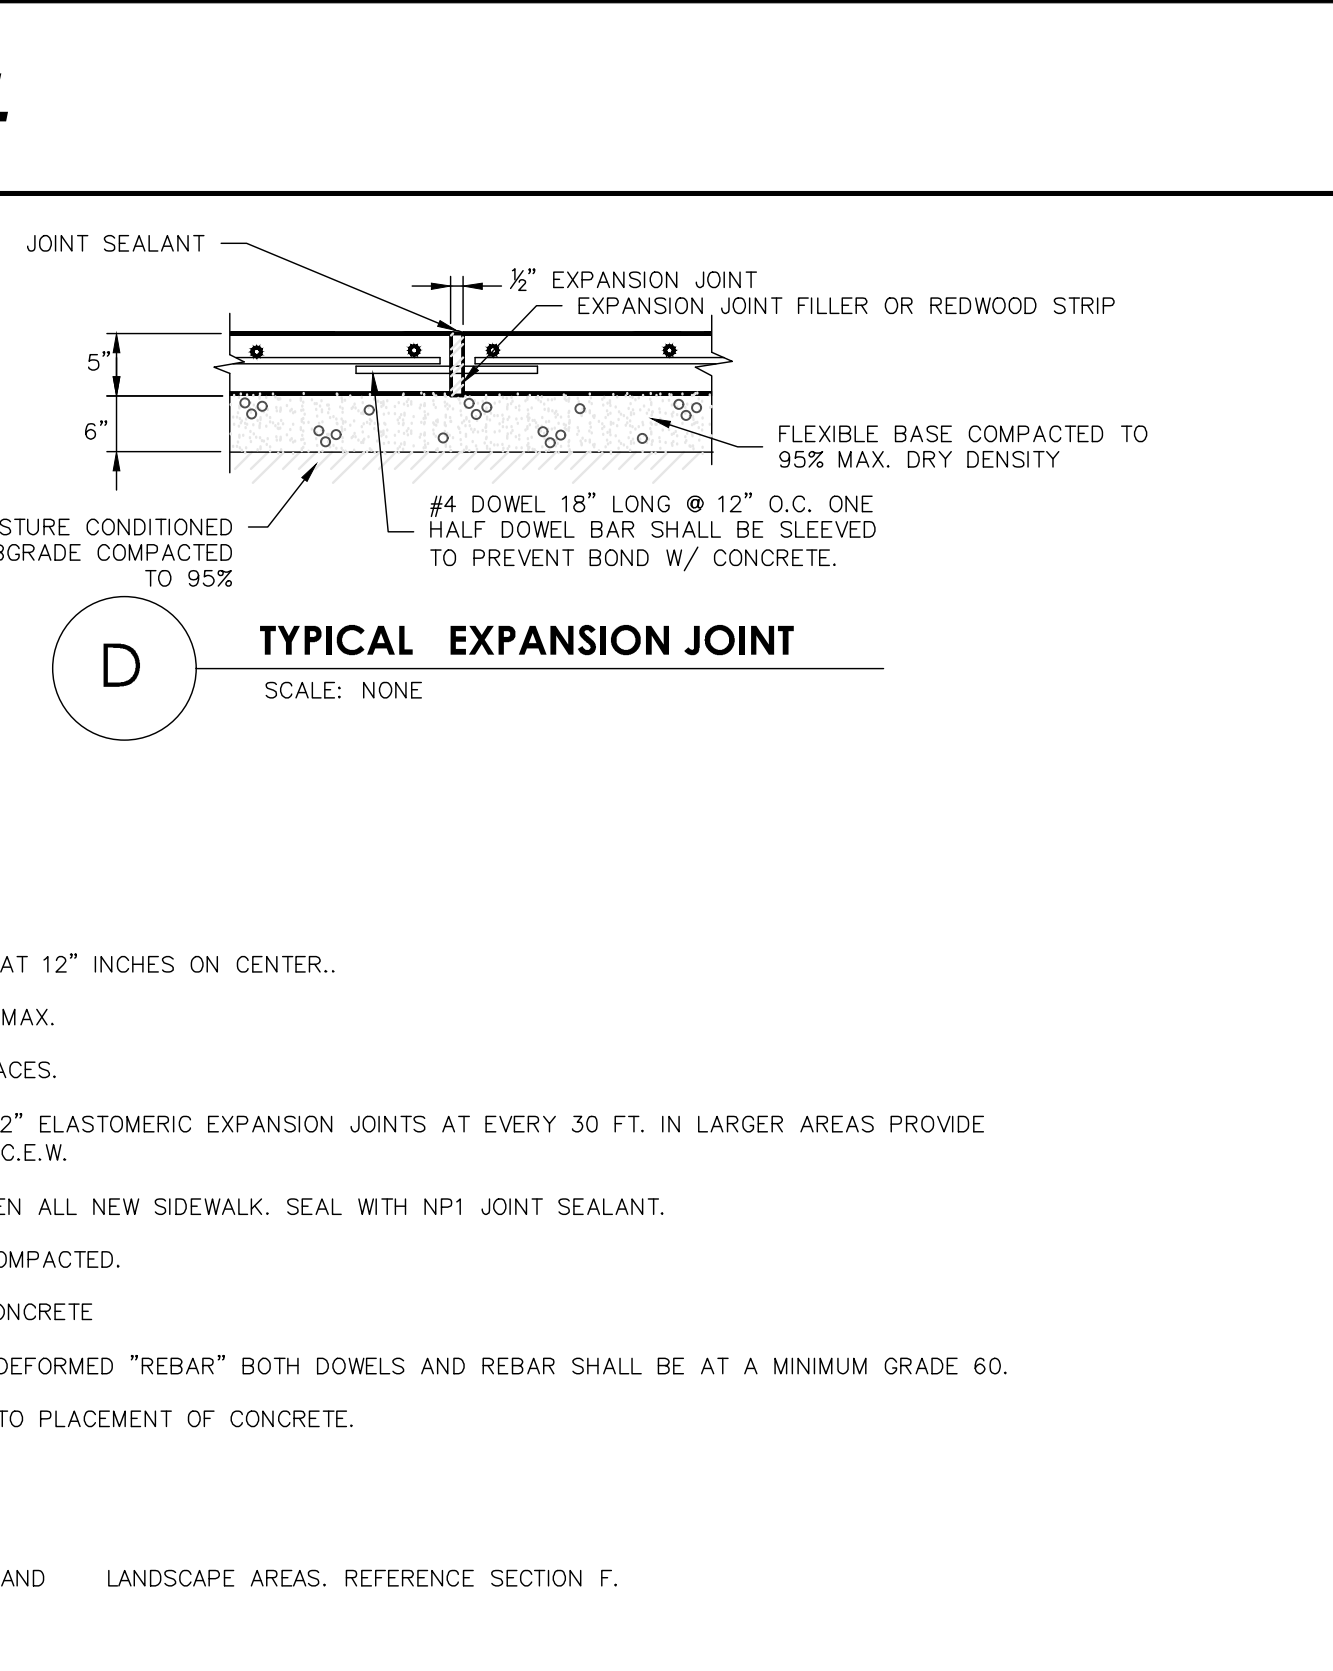 JOINT SEALANT
½" EXPANSION JOINT
EXPANSION JOINT FILLER OR REDWOOD STRIP
5"
6"
FLEXIBLE BASE COMPACTED TO
95% MAX. DRY DENSITY
#4 DOWEL 18" LONG @ 12" O.C. ONE
HALF DOWEL BAR SHALL BE SLEEVED
TO PREVENT BOND W/ CONCRETE.
STURE CONDITIONED
BGRADE COMPACTED
TO 95%
D
TYPICAL EXPANSION JOINT
SCALE: NONE
AT 12" INCHES ON CENTER..
MAX.
ACES.
2" ELASTOMERIC EXPANSION JOINTS AT EVERY 30 FT. IN LARGER AREAS PROVIDE
C.E.W.
EN ALL NEW SIDEWALK. SEAL WITH NP1 JOINT SEALANT.
OMPACTED.
ONCRETE
DEFORMED "REBAR" BOTH DOWELS AND REBAR SHALL BE AT A MINIMUM GRADE 60.
TO PLACEMENT OF CONCRETE.
AND LANDSCAPE AREAS. REFERENCE SECTION F.